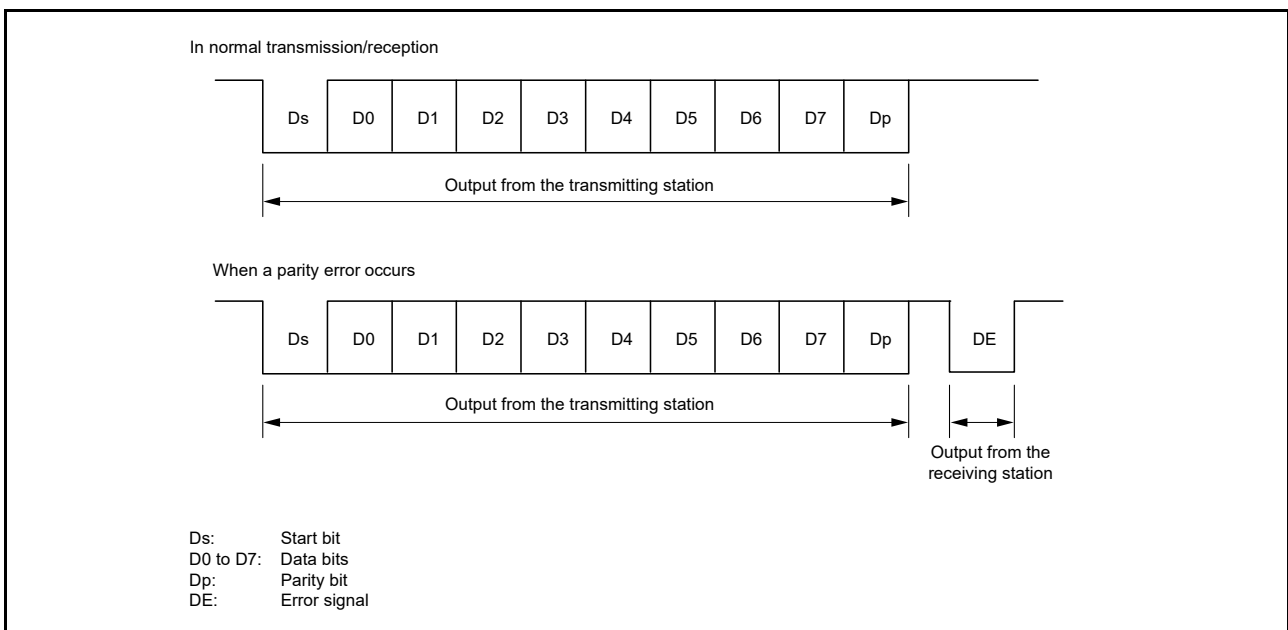 In normal transmission/reception
Ds D0 D1 D2 D3 D4 D5 D6 D7 Dp
Output from the transmitting station
When a parity error occurs
Ds D0 D1 D2 D3 D4 D5 D6 D7 Dp DE
Output from the transmitting station
Output from the
receiving station
Ds: Start bit
D0 to D7: Data bits
Dp: Parity bit
DE: Error signal